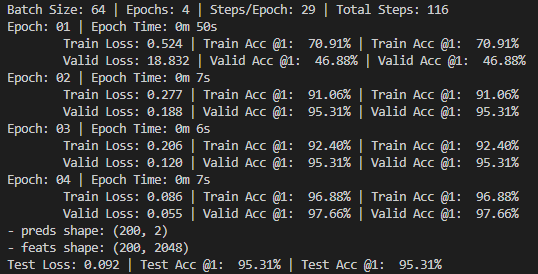 Batch Size: 64 | Epochs: 4 | Steps/Epoch: 29 | Total Steps: 116
Epoch: 01 | Epoch Time: 0m 50s
Train Loss: 0.524 | Train Acc @1: 70.91% | Train Acc @1: 70.91%
Valid Loss: 18.832 | Valid Acc @1: 46.88% | Valid Acc @1: 46.88%
Epoch: 02 | Epoch Time: 0m 7s
Train Loss: 0.277 | Train Acc @1: 91.06% | Train Acc @1: 91.06%
Valid Loss: 0.188 | Valid Acc @1: 95.31% | Valid Acc @1: 95.31%
Epoch: 03 | Epoch Time: 0m 6s
Train Loss: 0.206 | Train Acc @1: 92.40% | Train Acc @1: 92.40%
Valid Loss: 0.120 | Valid Acc @1: 95.31% | Valid Acc @1: 95.31%
Epoch: 04 | Epoch Time: 0m 7s
Train Loss: 0.086 | Train Acc @1: 96.88% | Train Acc @1: 96.88%
Valid Loss: 0.055 | Valid Acc @1: 97.66% | Valid Acc @1: 97.66%
- preds shape: (200, 2)
- feats shape: (200, 2048)
Test Loss: 0.092 | Test Acc @1: 95.31% | Test Acc @1: 95.31%